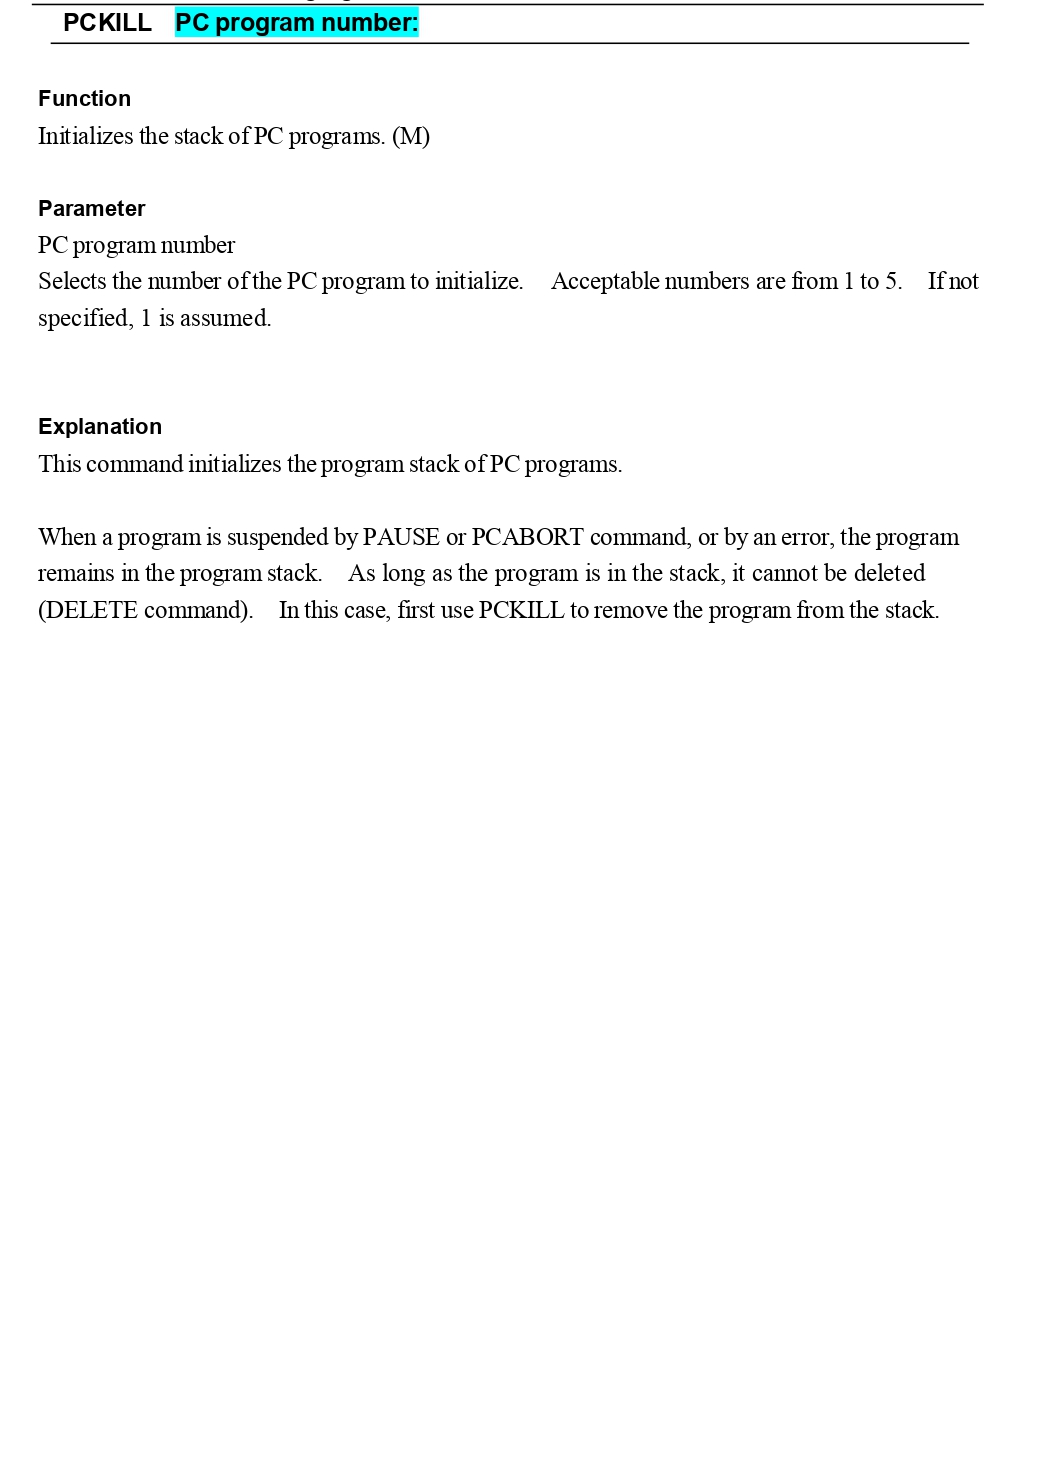 PCKILL PC program number:
Function
Initializes the stack of PC programs. (M)
Parameter
PC program number
Selects the number of the PC program to initialize. Acceptable numbers are from 1 to 5. If not
specified, 1 is assumed.
Explanation
This command initializes the program stack of PC programs.
When a program is suspended by PAUSE or PCABORT command, or by an error, the program
remains in the program stack. As long as the program is in the stack, it cannot be deleted
(DELETE command). In this case, first use PCKILL to remove the program from the stack.